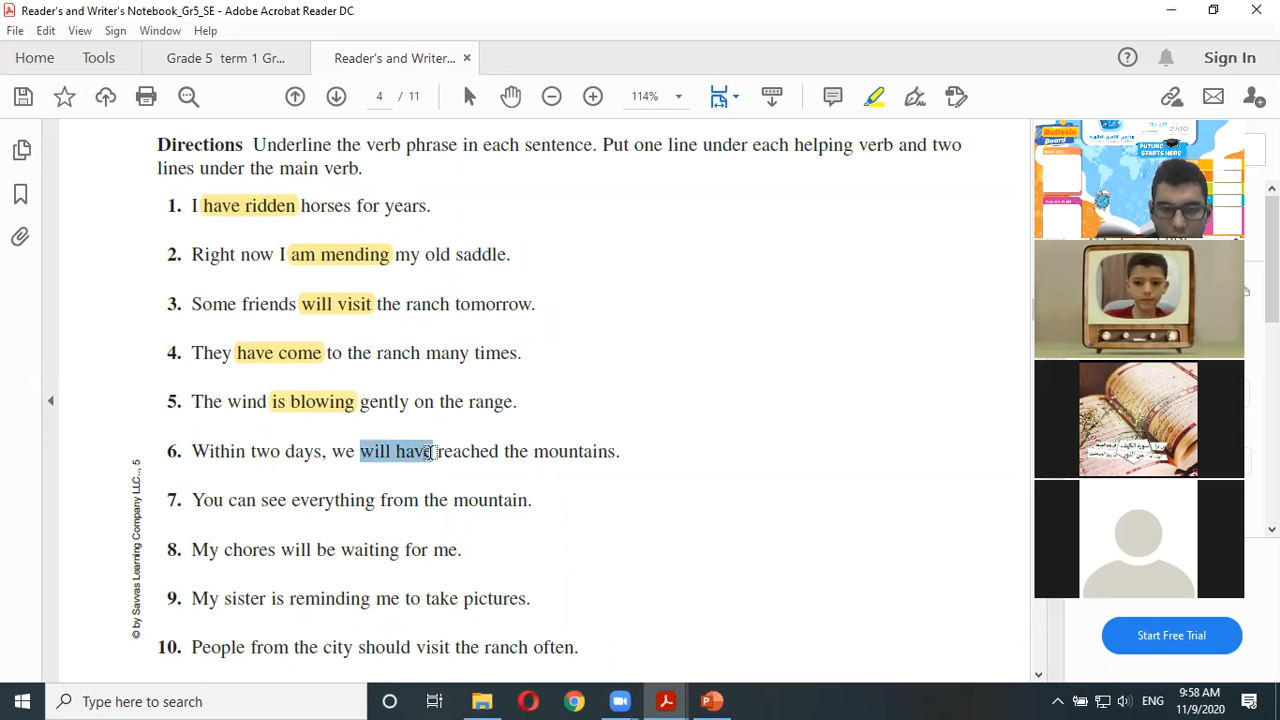 Reader's and Writer's Notebook_Gr5_SE - Adobe Acrobat Reader DC
File Edit View Sign Window Help
Home Tools Grade 5 term 1 Gr... Reader's and Writer... × Sign In
4 / 11 114%
Directions Underline the verb phrase in each sentence. Put one line under each helping verb and two
lines under the main verb.
1. I have ridden horses for years.
2. Right now I am mending my old saddle.
3. Some friends will visit the ranch tomorrow.
4. They have come to the ranch many times.
5. The wind is blowing gently on the range.
6. Within two days, we will have reached the mountains.
7. You can see everything from the mountain.
8. My chores will be waiting for me.
9. My sister is reminding me to take pictures.
10. People from the city should visit the ranch often.
© by Savvas Learning Company LLC.., 5
Bulletin
Board
FUTURE
STARTS HERE
Start Free Trial
Type here to search
ENG
9:58 AM
11/9/2020